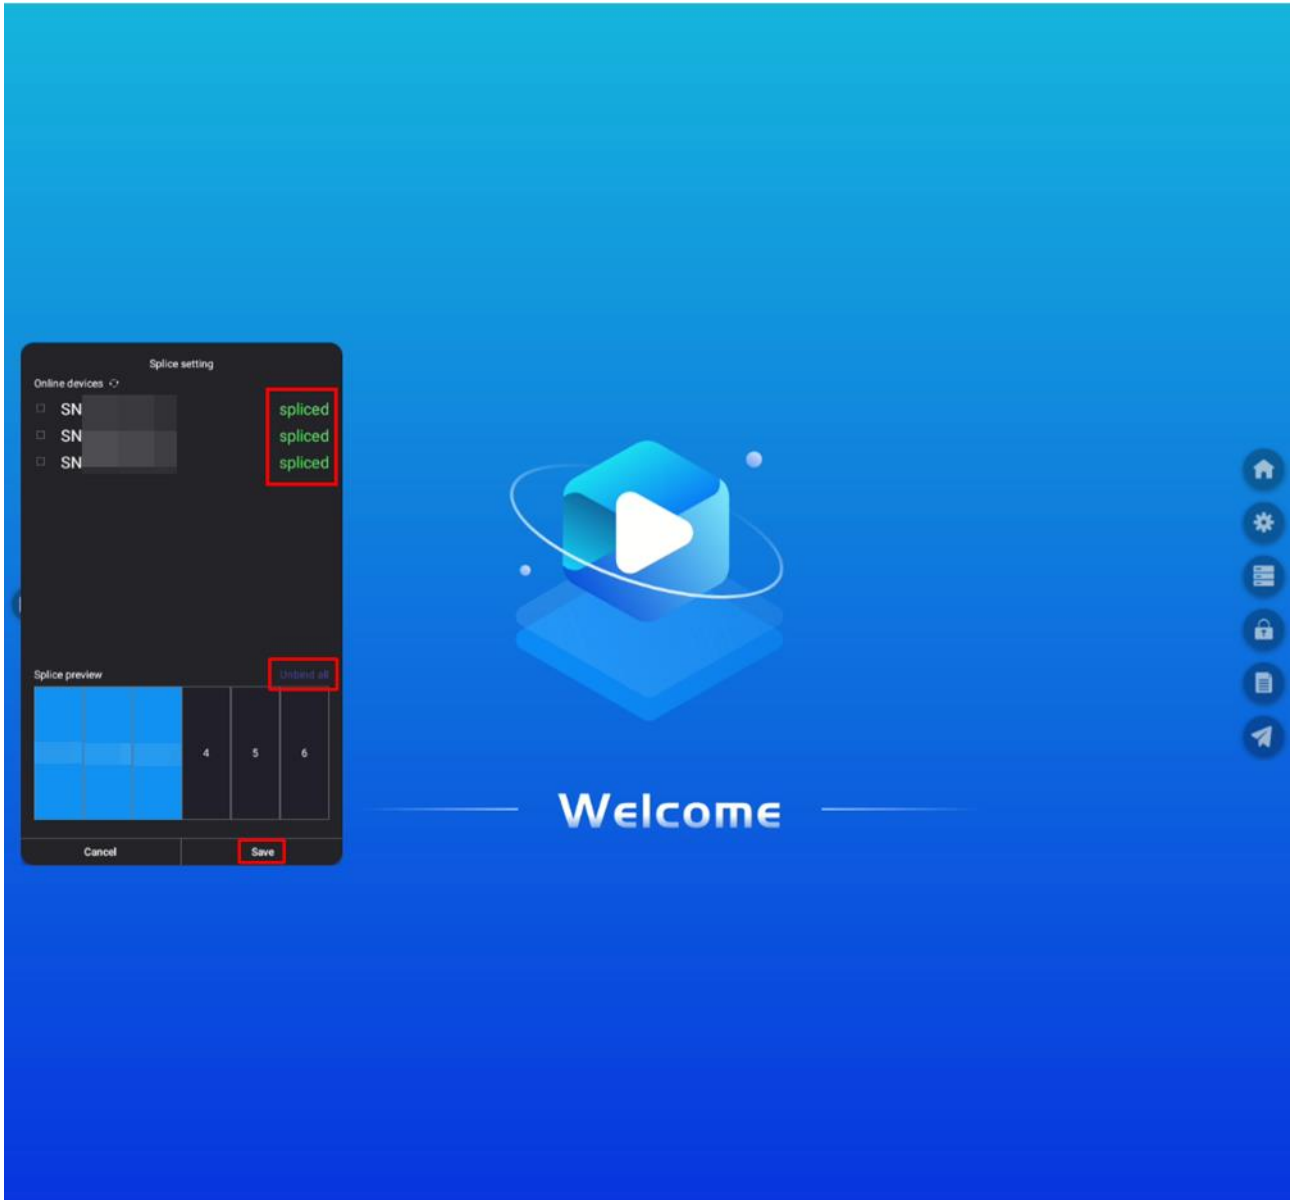 Splice setting
Online devices
SN spliced
SN spliced
SN spliced
Splice preview Unbind all
4 5 6
Cancel Save
Welcome